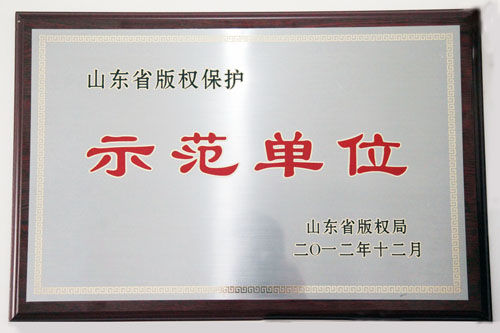 山东省版权保护
示范单位
山东省版权局
二〇一二年十二月